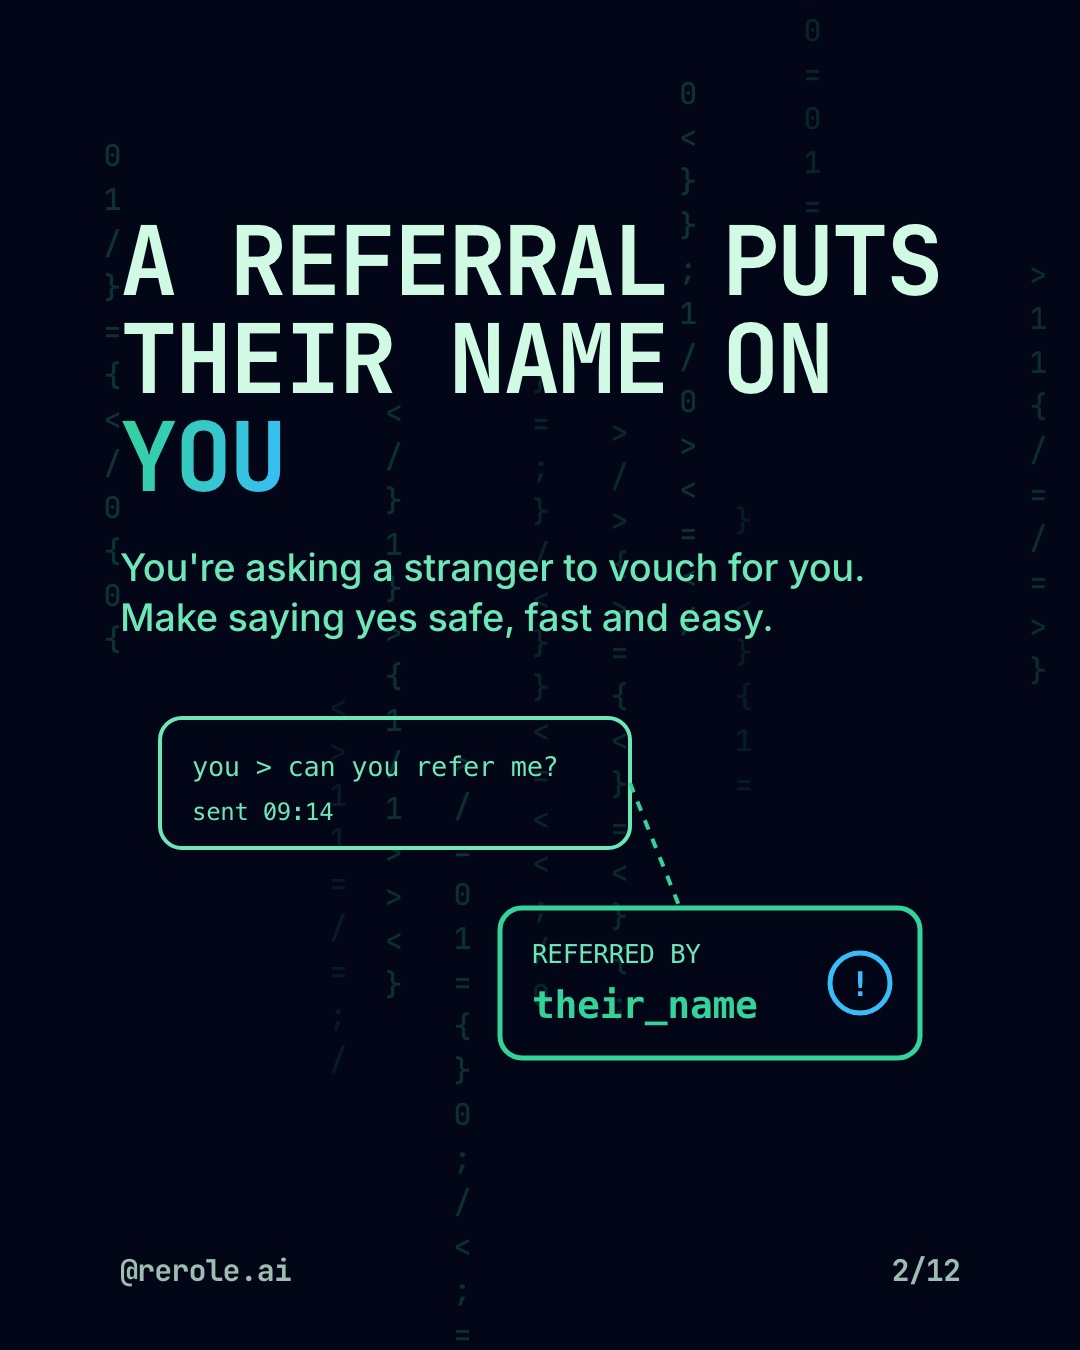 A REFERRAL PUTS
THEIR NAME ON
YOU
You're asking a stranger to vouch for you.
Make saying yes safe, fast and easy.
you > can you refer me?
sent 09:14
REFERRED BY
their_name
!
@rerole.ai
2/12